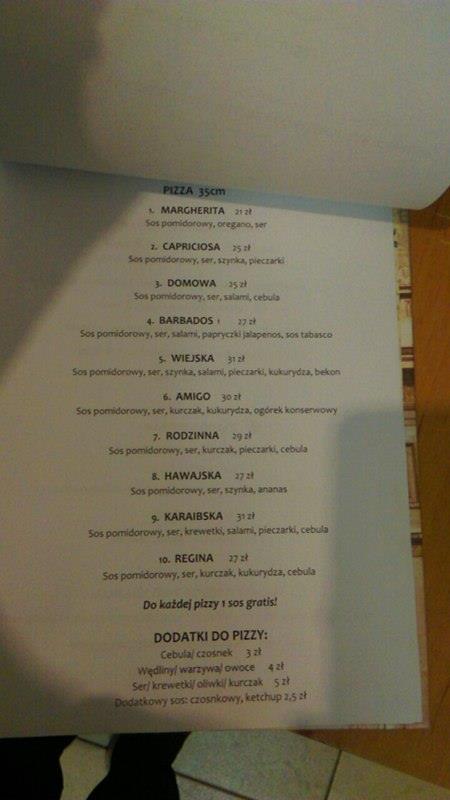 PIZZA 35cm
1. MARGHERITA 21 zł
Sos pomidorowy, oregano, ser
2. CAPRICIOSA 25 zł
Sos pomidorowy, ser, szynka, pieczarki
3. DOMOWA 25 zł
Sos pomidorowy, ser, salami, cebula
4. BARBADOS ! 27 zł
Sos pomidorowy, ser, salami, papryczki jalapenos, sos tabasco
5. WIEJSKA 31 zł
Sos pomidorowy, ser, szynka, salami, pieczarki, kukurydza, bekon
6. AMIGO 30 zł
Sos pomidorowy, ser, kurczak, kukurydza, ogórek konserwowy
7. RODZINNA 29 zł
Sos pomidorowy, ser, kurczak, pieczarki, cebula
8. HAWAJSKA 27 zł
Sos pomidorowy, ser, szynka, ananas
9. KARAIBSKA 31 zł
Sos pomidorowy, ser, krewetki, salami, pieczarki, cebula
10. REGINA 27 zł
Sos pomidorowy, ser, kurczak, kukurydza, cebula
Do każdej pizzy 1 sos gratis!
DODATKI DO PIZZY:
Cebula/ czosnek 3 zł
Wędliny/ warzywa/ owoce 4 zł
Ser/ krewetki/ oliwki/ kurczak 5 zł
Dodatkowy sos: czosnkowy, ketchup 2,5 zł